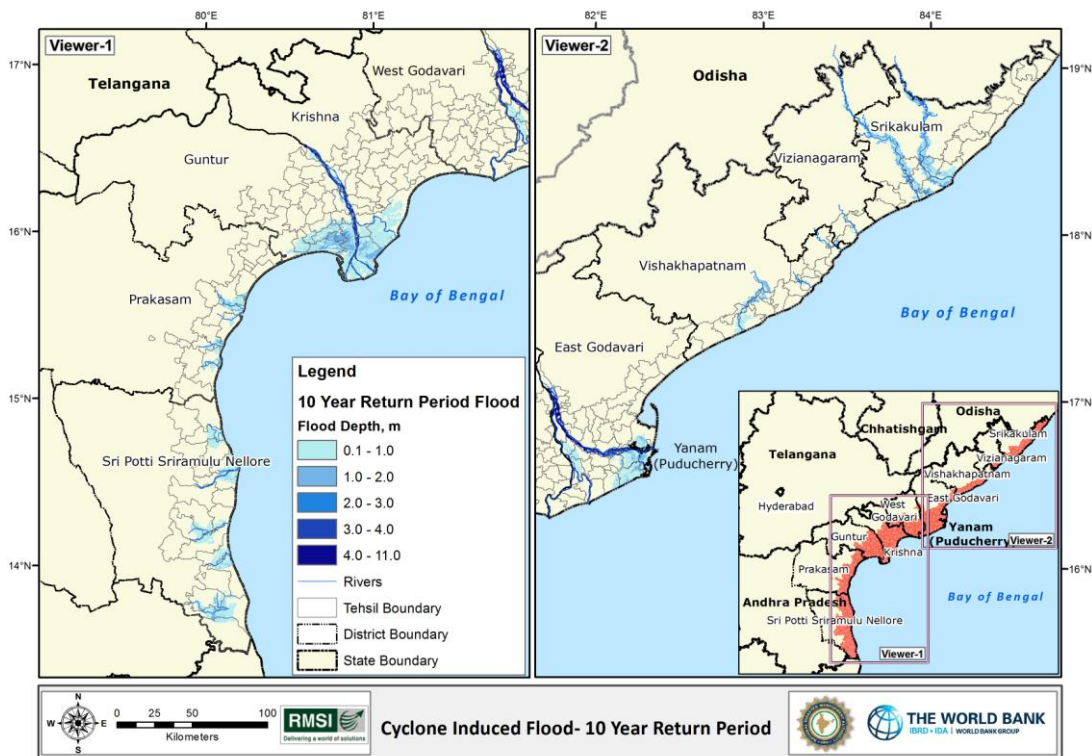 80°E
81°E
Viewer-1
17°N
16°N
15°N
14°N
Telangana
West Godavari
Krishna
Guntur
Prakasam
Bay of Bengal
Sri Potti Sriramulu Nellore
Legend
10 Year Return Period Flood
Flood Depth, m
0.1 - 1.0
1.0 - 2.0
2.0 - 3.0
3.0 - 4.0
4.0 - 11.0
Rivers
Tehsil Boundary
District Boundary
State Boundary
82°E
83°E
84°E
Viewer-2
19°N
18°N
17°N
16°N
Odisha
Srikakulam
Vizianagaram
Vishakhapatnam
Bay of Bengal
East Godavari
Yanam
(Puducherry)
Odisha
Chhatishgarh
Srikakulam
Telangana
Vizianagaram
Vishakhapatnam
East Godavari
Hyderabad
West
Godavari
Yanam
(Puducherry)
Viewer-2
Guntur
Krishna
Prakasam
Andhra Pradesh
Bay of Bengal
Sri Potti Sriramulu Nellore
Viewer-1
N
W
E
S
0 25 50 100
Kilometers
RMSI
Delivering a world of solutions
Cyclone Induced Flood- 10 Year Return Period
THE WORLD BANK
IBRD • IDA | WORLD BANK GROUP